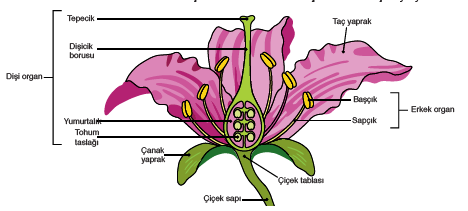 Tepecik
Taç yaprak
Dişicik
borusu
Dişi organ
Başçık
Erkek organ
Yumurtalık
Sapçık
Tohum
taslağı
Çanak
yaprak
Çiçek tablası
Çiçek sapı